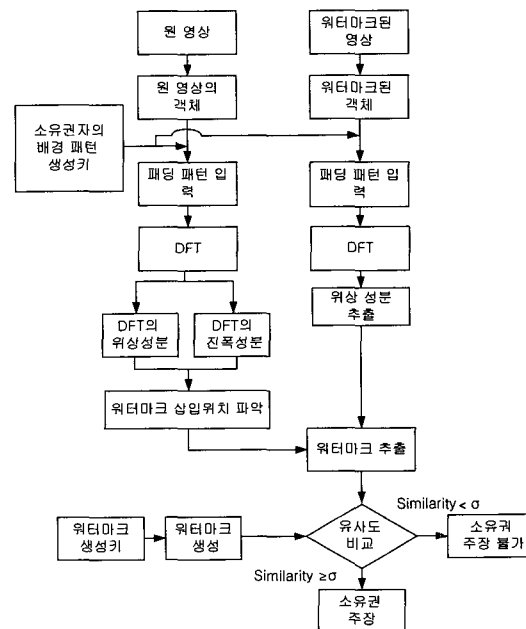 원 영상
워터마크된
영상
원 영상의
객체
워터마크된
객체
소유권자의
배경 패턴
생성키
패딩 패턴 입
력
패딩 패턴 입
력
DFT
DFT
DFT의
위상성분
DFT의
진폭성분
위상 성분
추출
워터마크 삽입위치 파악
워터마크 추출
워터마크
생성키
워터마크
생성
유사도
비교
Similarity < σ
소유권
주장 불가
Similarity ≥σ
소유권
주장